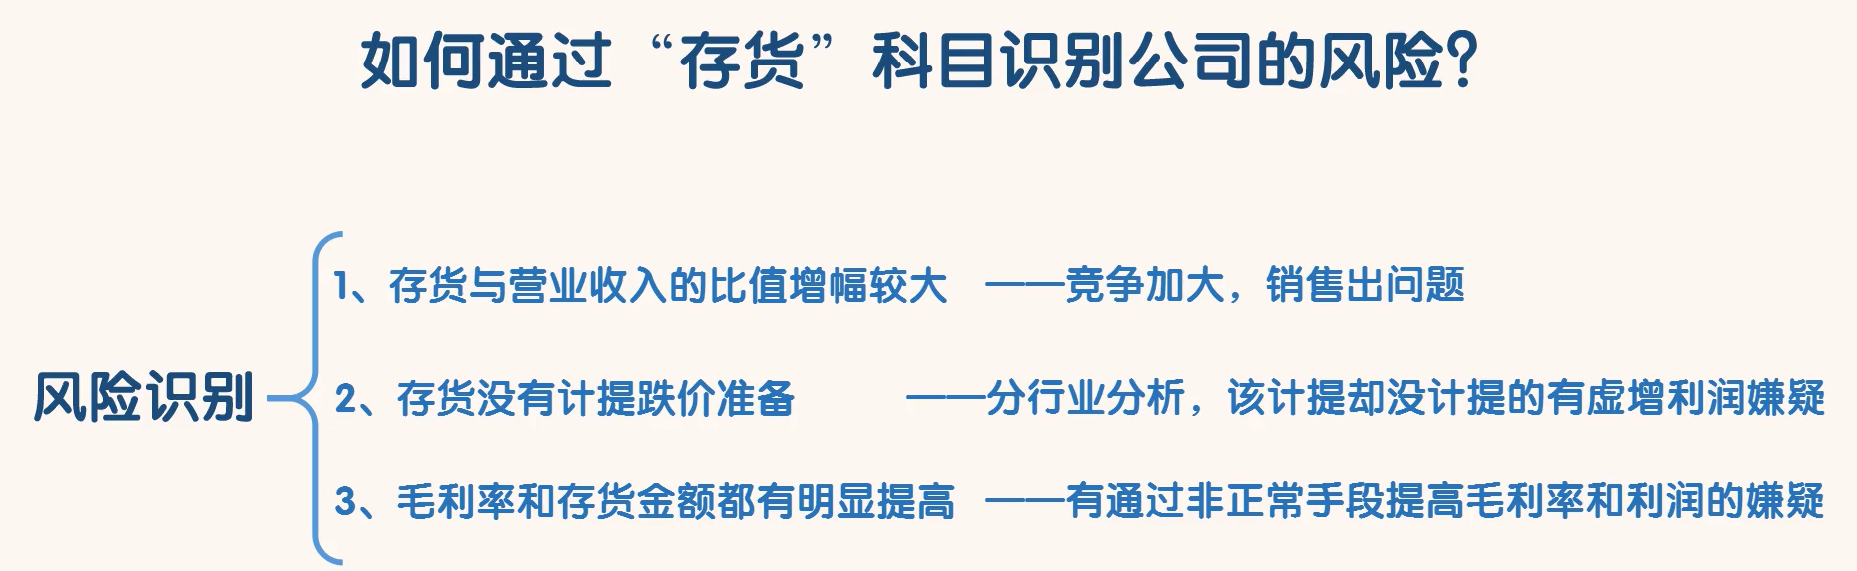 如何通过“存货”科目识别公司的风险？
1、存货与营业收入的比值增幅较大 ——竞争加大，销售出问题
风险识别
2、存货没有计提跌价准备 ——分行业分析，该计提却没计提的有虚增利润嫌疑
3、毛利率和存货金额都有明显提高 ——有通过非正常手段提高毛利率和利润的嫌疑